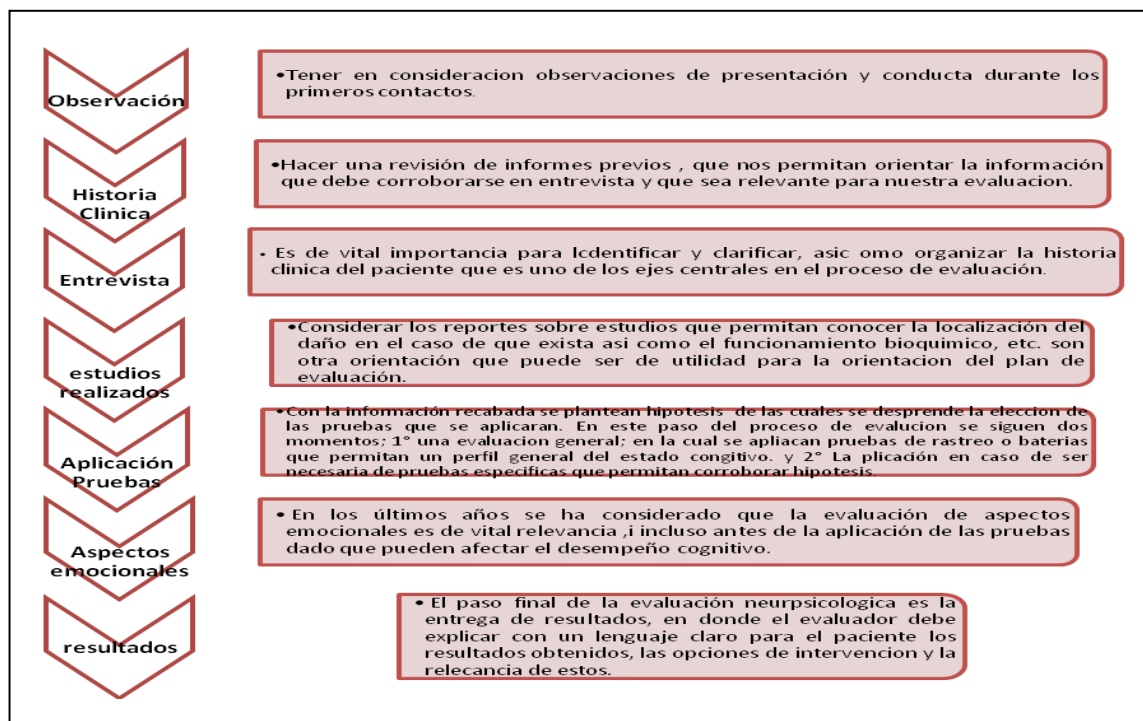 Observación
•Tener en consideracion observaciones de presentación y conducta durante los
primeros contactos.
Historia
Clinica
•Hacer una revisión de informes previos , que nos permitan orientar la información
que debe corroborarse en entrevista y que sea relevante para nuestra evaluacion.
Entrevista
• Es de vital importancia para lcdentificar y clarificar, asic omo organizar la historia
clinica del paciente que es uno de los ejes centrales en el proceso de evaluación.
estudios
realizados
•Considerar los reportes sobre estudios que permitan conocer la localización del
daño en el caso de que exista asi como el funcionamiento bioquimico, etc. son
otra orientación que puede ser de utilidad para la orientacion del plan de
evaluación.
Aplicación
Pruebas
•Con la información recabada se plantean hipotesis de las cuales se desprende la eleccion de
las pruebas que se aplicaran. En este paso del proceso de evalucion se siguen dos
momentos; 1° una evaluacion general; en la cual se apliacan pruebas de rastreo o baterias
que permitan un perfil general del estado congitivo. y 2° La plicación en caso de ser
necesaria de pruebas especificas que permitan corroborar hipotesis.
Aspectos
emocionales
• En los últimos años se ha considerado que la evaluación de aspectos
emocionales es de vital relevancia ,i incluso antes de la aplicación de las pruebas
dado que pueden afectar el desempeño cognitivo.
resultados
• El paso final de la evaluación neurpsicologica es la
entrega de resultados, en donde el evaluador debe
explicar con un lenguaje claro para el paciente los
resultados obtenidos, las opciones de intervencion y la
relecancia de estos.